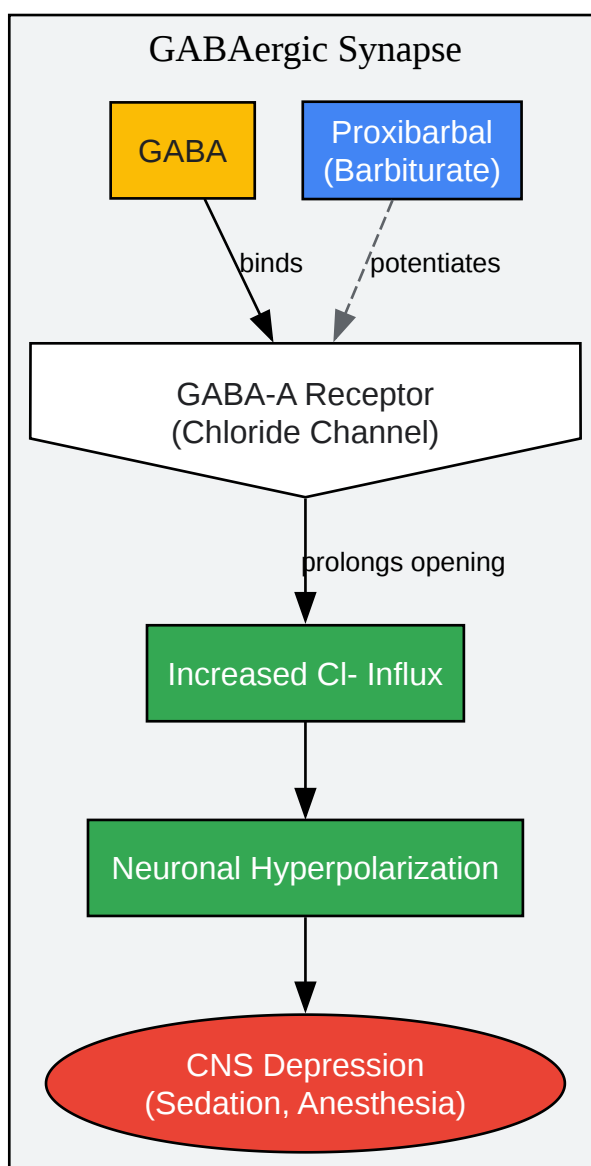 GABAergic Synapse
GABA
Proxibarbal
(Barbiturate)
binds
potentiates
GABA-A Receptor
(Chloride Channel)
prolongs opening
Increased Cl- Influx
Neuronal Hyperpolarization
CNS Depression
(Sedation, Anesthesia)